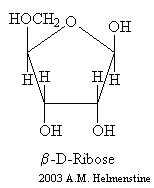 HOCH₂
O
OH
H
H
H
H
OH
OH
β-D-Ribose
2003 A.M. Helmenstine